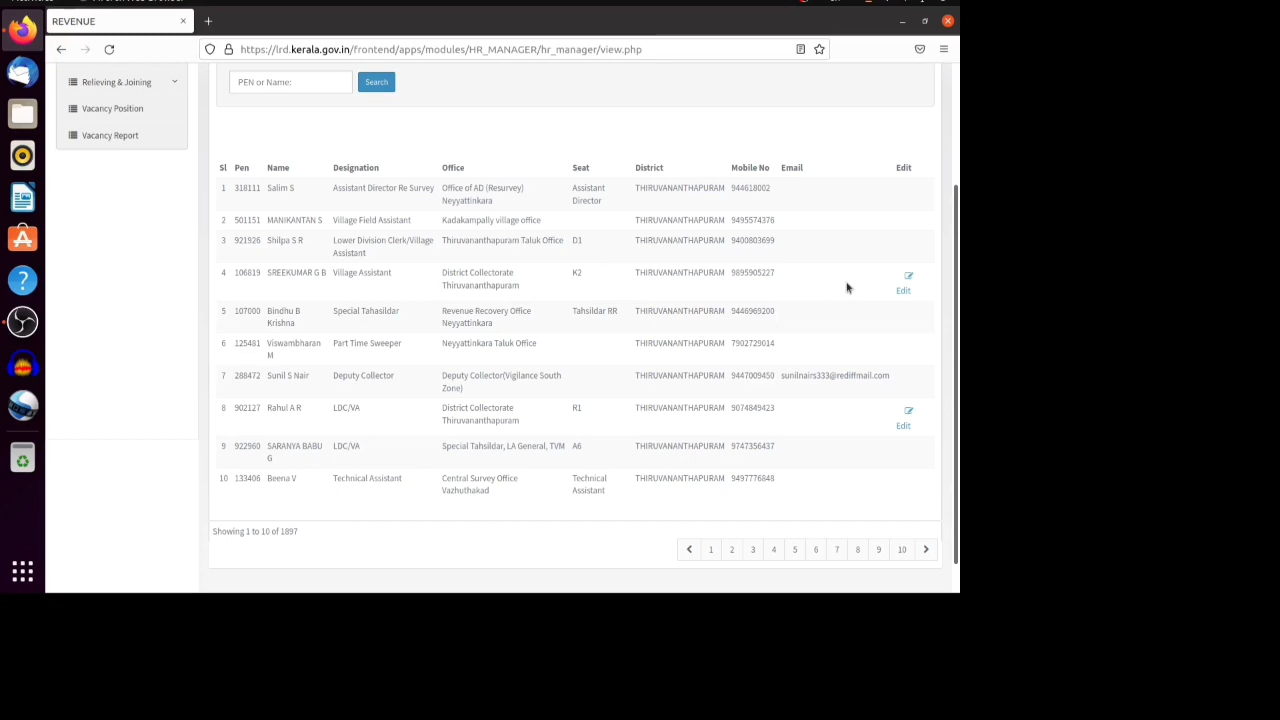 REVENUE
https://lrd.kerala.gov.in/frontend/apps/modules/HR_MANAGER/hr_manager/view.php
Relieving & Joining
PEN or Name: Search
Vacancy Position
Vacancy Report
Sl Pen Name Designation Office Seat District Mobile No Email Edit
1 318111 Salim S Assistant Director Re Survey Office of AD (Resurvey) Assistant THIRUVANANTHAPURAM 944618002
Neyyattinkara Director
2 501151 MANIKANTAN S Village Field Assistant Kadakampally village office THIRUVANANTHAPURAM 9495574376
3 921926 Shilpa S R Lower Division Clerk/Village Thiruvananthapuram Taluk Office D1 THIRUVANANTHAPURAM 9400803699
Assistant
4 106819 SREEKUMAR G B Village Assistant District Collectorate K2 THIRUVANANTHAPURAM 9895905227
Thiruvananthapuram Edit
5 107000 Bindhu B Special Tahasildar Revenue Recovery Office Tahsildar RR THIRUVANANTHAPURAM 9446969200
Krishna Neyyattinkara
6 125481 Viswambharan Part Time Sweeper Neyyattinkara Taluk Office THIRUVANANTHAPURAM 7902729014
M
7 288472 Sunil S Nair Deputy Collector Deputy Collector(Vigilance South THIRUVANANTHAPURAM 9447009450 sunilnairs333@rediffmail.com
Zone)
8 902127 Rahul A R LDC/VA District Collectorate R1 THIRUVANANTHAPURAM 9074849423
Thiruvananthapuram Edit
9 922960 SARANYA BABU LDC/VA Special Tahsildar, LA General, TVM A6 THIRUVANANTHAPURAM 9747356437
G
10 133406 Beena V Technical Assistant Central Survey Office Technical THIRUVANANTHAPURAM 9497776848
Vazhuthakad Assistant
Showing 1 to 10 of 1897
1 2 3 4 5 6 7 8 9 10